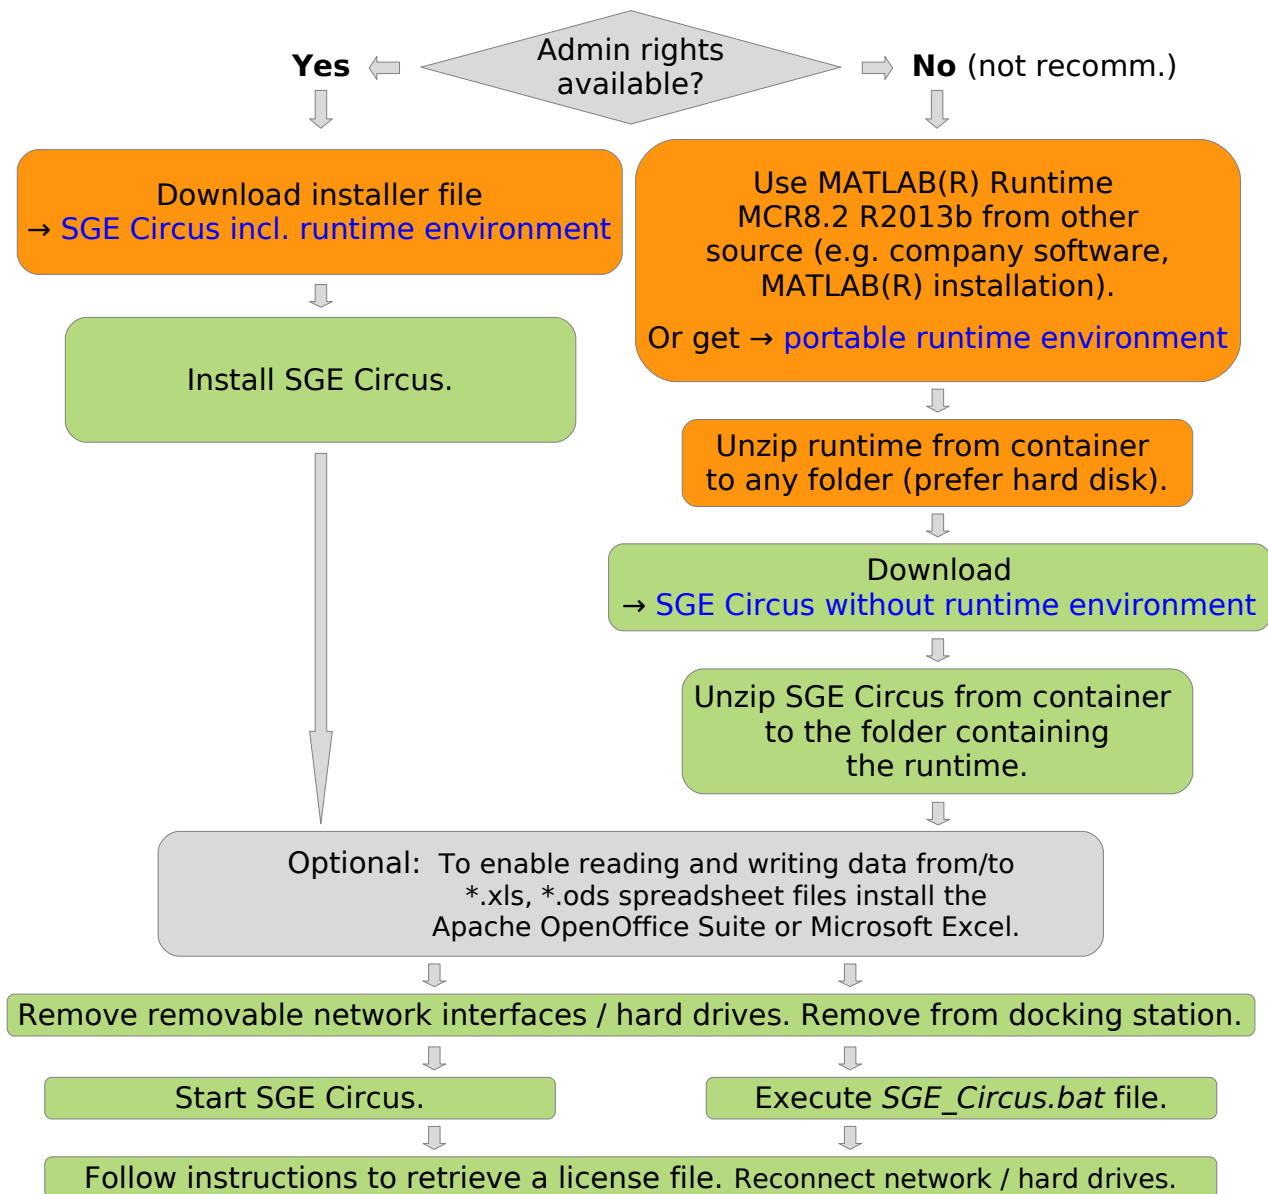 Admin rights
available?
Yes
No (not recomm.)
Download installer file
→ SGE Circus incl. runtime environment
Install SGE Circus.
Use MATLAB(R) Runtime
MCR8.2 R2013b from other
source (e.g. company software,
MATLAB(R) installation).
Or get → portable runtime environment
Unzip runtime from container
to any folder (prefer hard disk).
Download
→ SGE Circus without runtime environment
Unzip SGE Circus from container
to the folder containing
the runtime.
Optional: To enable reading and writing data from/to
*.xls, *.ods spreadsheet files install the
Apache OpenOffice Suite or Microsoft Excel.
Remove removable network interfaces / hard drives. Remove from docking station.
Start SGE Circus.
Execute SGE_Circus.bat file.
Follow instructions to retrieve a license file. Reconnect network / hard drives.